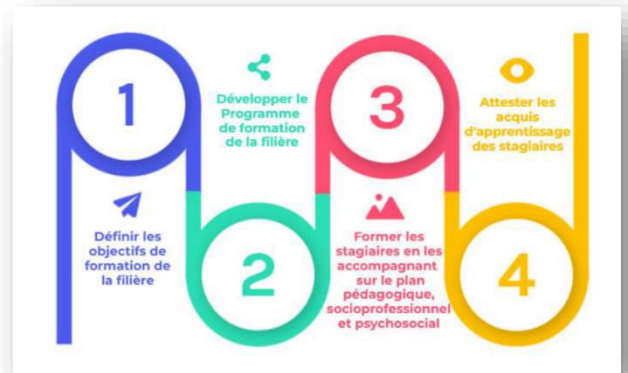 1
Définir les
objectifs de
formation de
la filière
Développer le
Programme
de formation
de la filière
2
3
Former les
stagiaires en les
accompagnant
sur le plan
pédagogique,
socioprofessionnel
et psychosocial
Attester les
acquis
d'apprentissage
des stagiaires
4